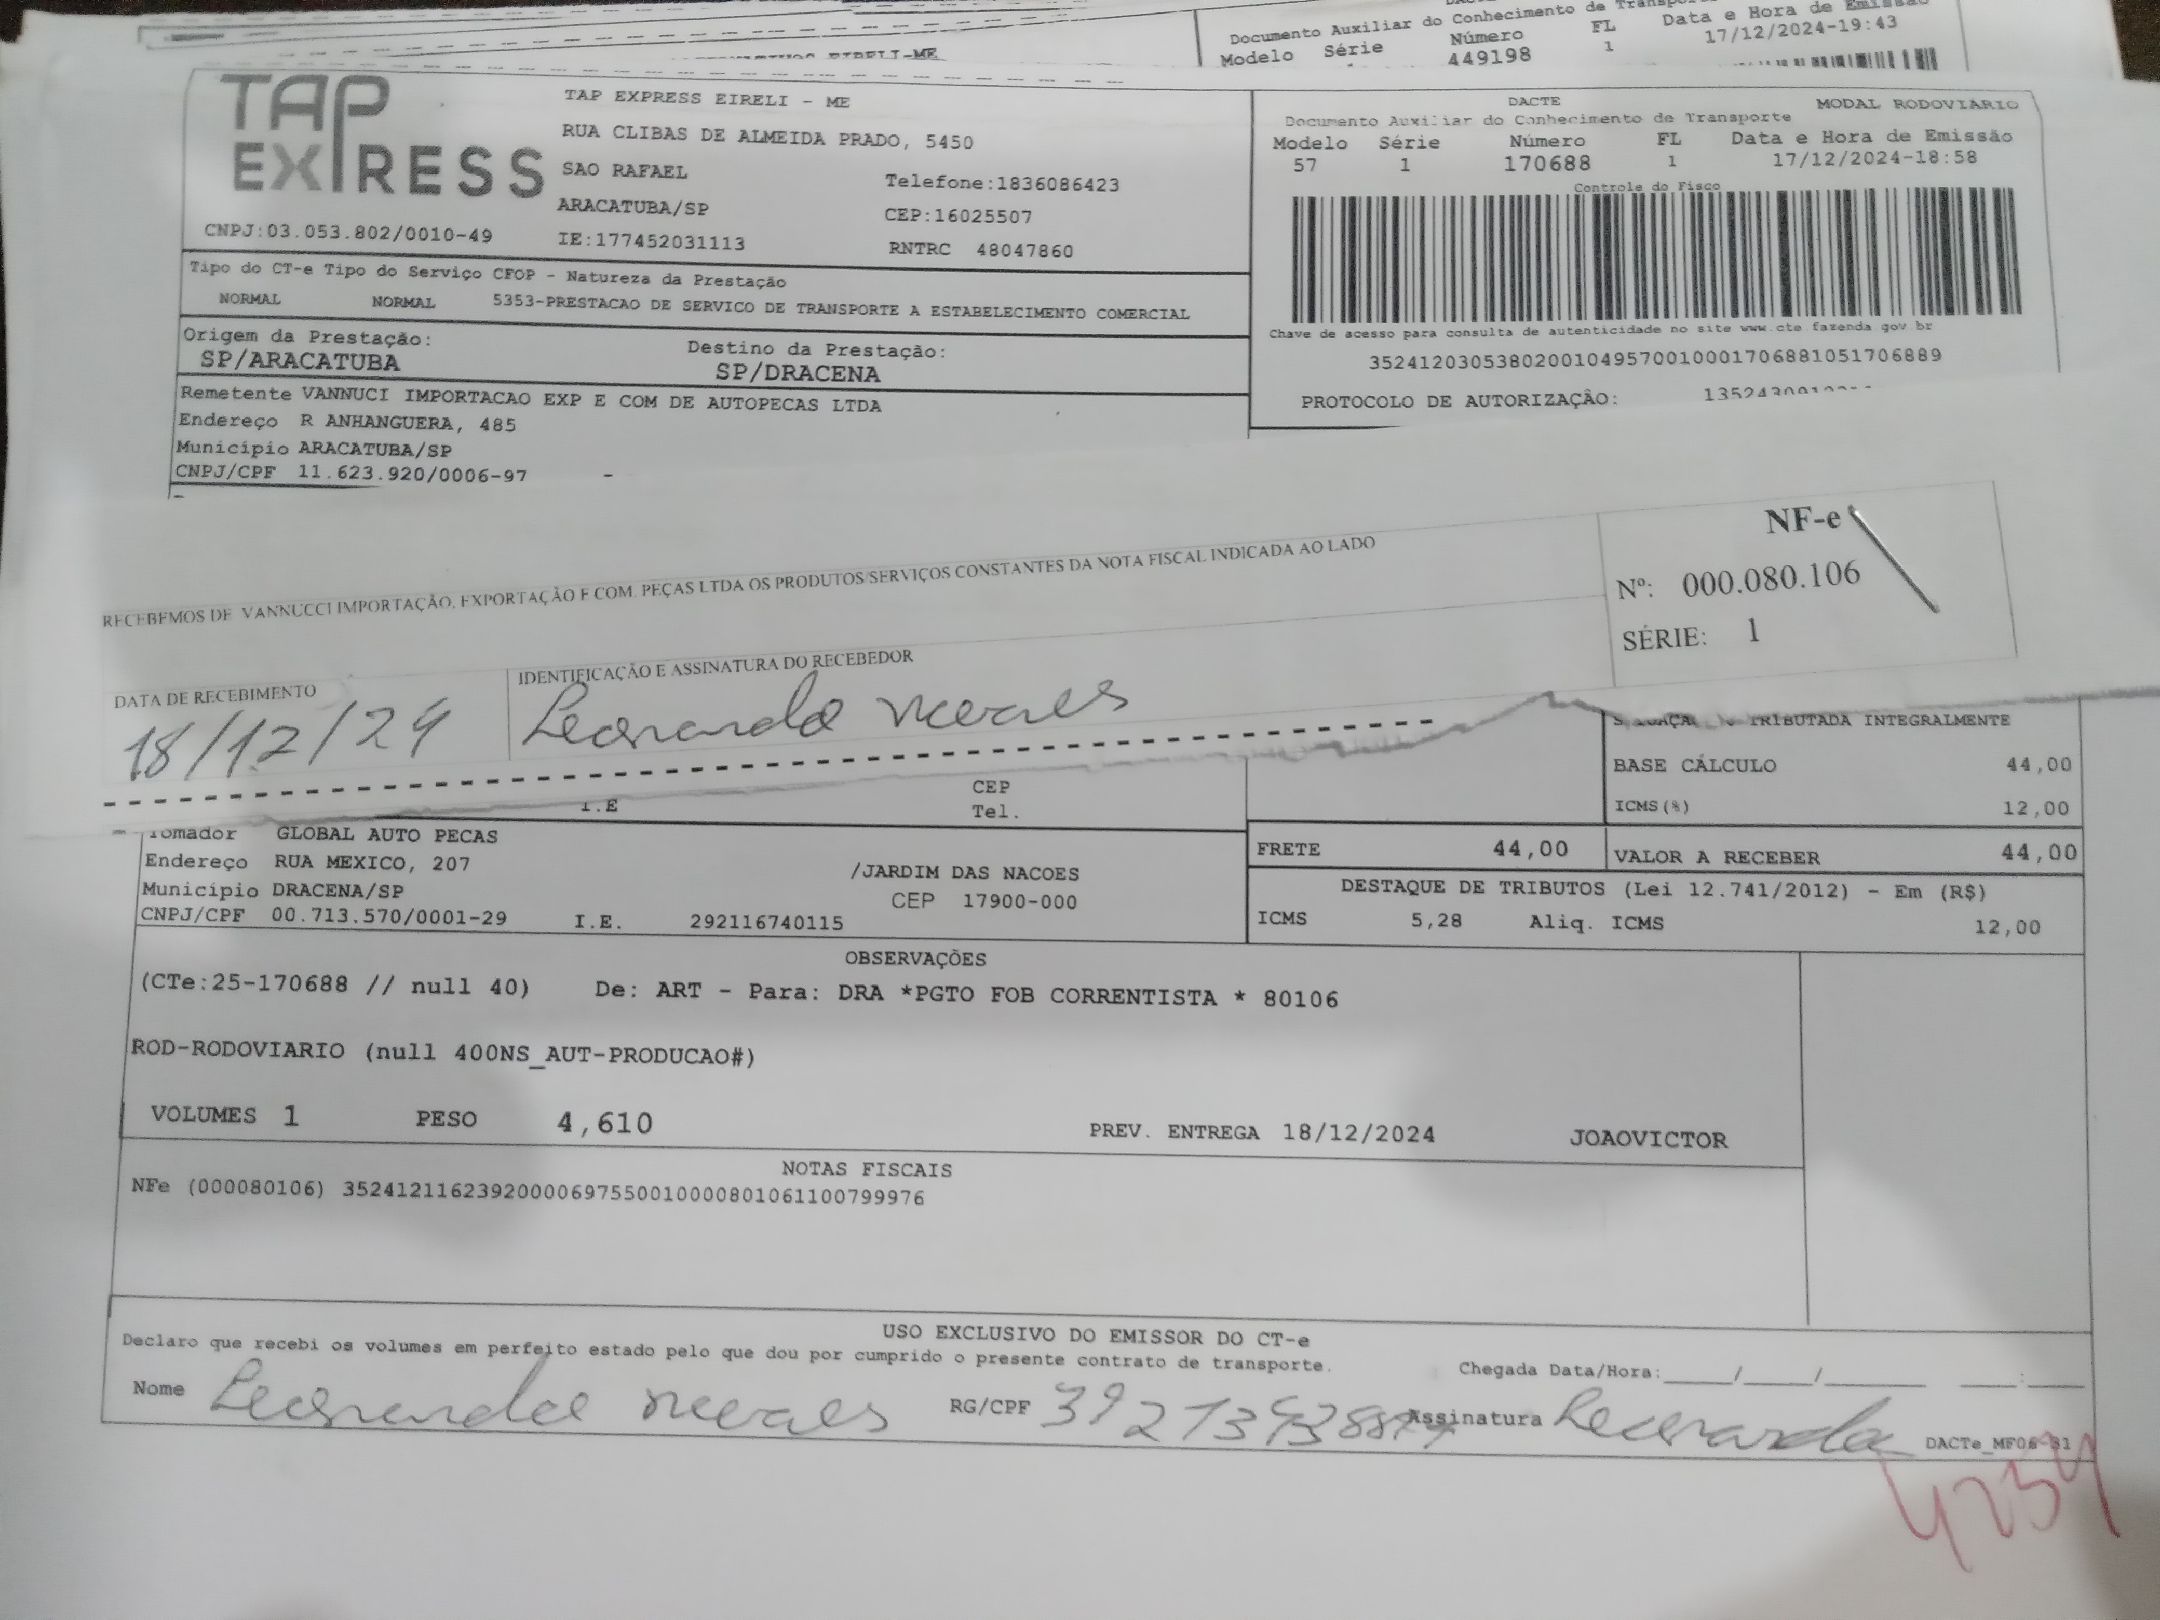 Documento Auxiliar do Conhecimento de
Modelo Série Número FL Data e Hora de Emissão
449198 1 17/12/2024-19:43
EIRELI-ME
TAP EXPRESS
TAP EXPRESS EIRELI - ME
RUA CLIBAS DE ALMEIDA PRADO, 5450
SAO RAFAEL Telefone:1836086423
ARACATUBA/SP CEP:16025507
CNPJ:03.053.802/0010-49 IE:177452031113 RNTRC 48047860
DACTE MODAL RODOVIARIO
Documento Auxiliar do Conhecimento de Transporte
Modelo Série Número FL Data e Hora de Emissão
57 1 170688 1 17/12/2024-18:58
Controle do Fisco
Chave de acesso para consulta de autenticidade no site www.cte fazenda gov br
35241203053802001049570010001706881051706889
PROTOCOLO DE AUTORIZAÇÃO:
Tipo do CT-e Tipo do Serviço CFOP - Natureza da Prestação
NORMAL NORMAL 5353-PRESTACAO DE SERVICO DE TRANSPORTE A ESTABELECIMENTO COMERCIAL
Origem da Prestação: Destino da Prestação:
SP/ARACATUBA SP/DRACENA
Remetente VANNUCI IMPORTACAO EXP E COM DE AUTOPECAS LTDA
Endereço R ANHANGUERA, 485
Município ARACATUBA/SP
CNPJ/CPF 11.623.920/0006-97 -
RECEBEMOS DE VANNUCCI IMPORTAÇÃO, EXPORTAÇÃO E COM. PEÇAS LTDA OS PRODUTOS/SERVIÇOS CONSTANTES DA NOTA FISCAL INDICADA AO LADO
NF-e
Nº: 000.080.106
SÉRIE: 1
DATA DE RECEBIMENTO IDENTIFICAÇÃO E ASSINATURA DO RECEBEDOR
18/12/24 Leonardo Moraes
TRIBUTADA INTEGRALMENTE
BASE CÁLCULO 44,00
ICMS(%) 12,00
I.E CEP
Tel.
Tomador GLOBAL AUTO PECAS
Endereço RUA MEXICO, 207 /JARDIM DAS NACOES
Município DRACENA/SP CEP 17900-000
CNPJ/CPF 00.713.570/0001-29 I.E. 292116740115
FRETE 44,00 VALOR A RECEBER 44,00
DESTAQUE DE TRIBUTOS (Lei 12.741/2012) - Em (R$)
ICMS 5,28 Aliq. ICMS 12,00
OBSERVAÇÕES
(CTe:25-170688 // null 40) De: ART - Para: DRA *PGTO FOB CORRENTISTA * 80106
ROD-RODOVIARIO (null 400NS_AUT-PRODUCAO#)
VOLUMES 1 PESO 4,610 PREV. ENTREGA 18/12/2024 JOAOVICTOR
NOTAS FISCAIS
NFe (000080106) 35241211623920000697550010000801061100799976
USO EXCLUSIVO DO EMISSOR DO CT-e
Declaro que recebi os volumes em perfeito estado pelo que dou por cumprido o presente contrato de transporte. Chegada Data/Hora:____/____/______ ___:___
Nome Leonardo Moraes RG/CPF Assinatura Leonardo
4234